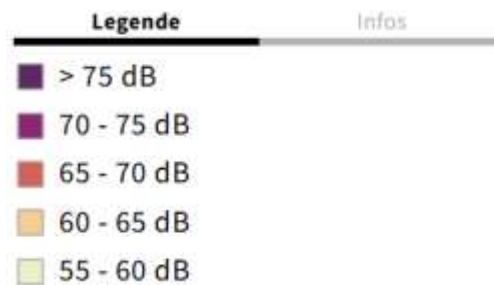 Legende Infos
> 75 dB
70 - 75 dB
65 - 70 dB
60 - 65 dB
55 - 60 dB